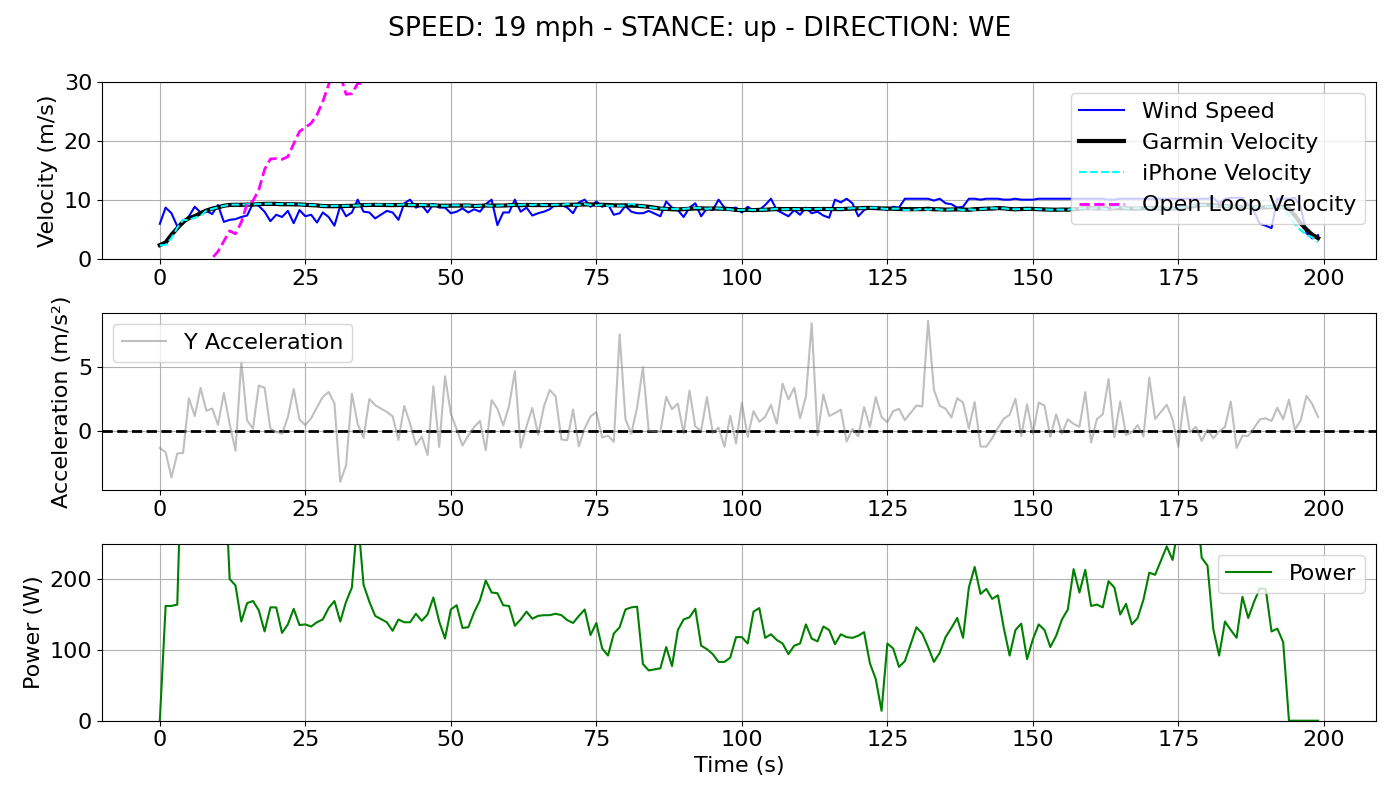 SPEED: 19 mph - STANCE: up - DIRECTION: WE
Velocity (m/s)
30
20
10
0
Wind Speed
Garmin Velocity
iPhone Velocity
Open Loop Velocity
0 25 50 75 100 125 150 175 200
Acceleration (m/s²)
5
0
Y Acceleration
0 25 50 75 100 125 150 175 200
Power (W)
200
100
0
Power
0 25 50 75 100 125 150 175 200
Time (s)